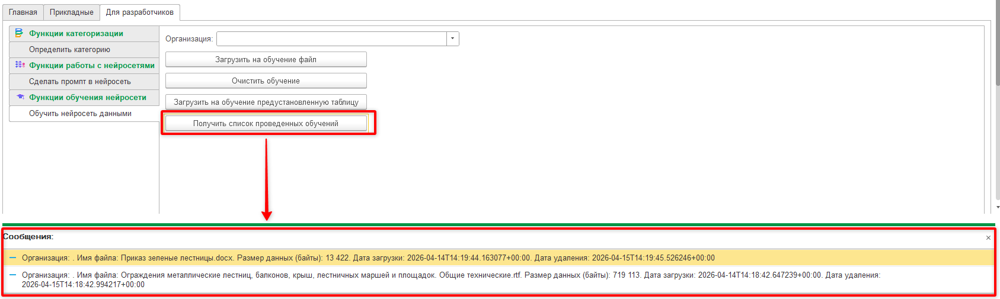 Главная Прикладные Для разработчиков
Функции категоризации
Определить категорию
Функции работы с нейросетями
Сделать промпт в нейросеть
Функции обучения нейросети
Обучить нейросеть данными
Организация:
Загрузить на обучение файл
Очистить обучение
Загрузить на обучение предустановленную таблицу
Получить список проведенных обучений
Сообщения:
Организация: . Имя файла: Приказ зеленые лестницы.docx. Размер данных (байты): 13 422. Дата загрузки: 2026-04-14T14:19:44.163077+00:00. Дата удаления: 2026-04-15T14:19:45.526246+00:00
Организация: . Имя файла: Ограждения металлические лестниц, балконов, крыш, лестничных маршей и площадок. Общие технические.rtf. Размер данных (байты): 719 113. Дата загрузки: 2026-04-14T14:18:42.647239+00:00. Дата удаления:
2026-04-15T14:18:42.994217+00:00